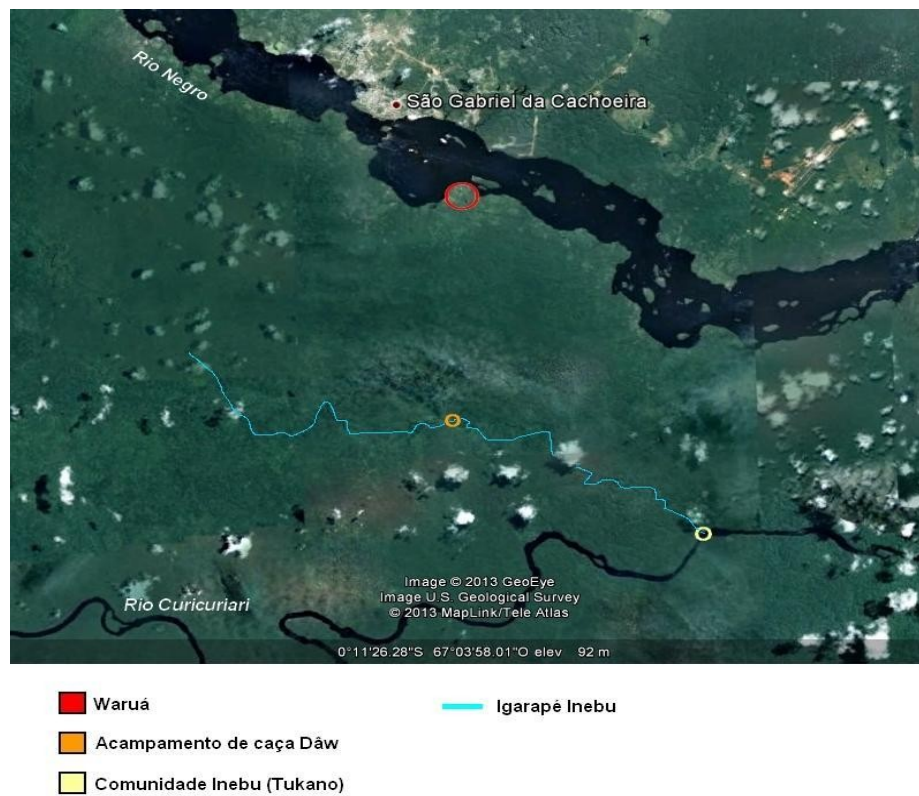 Rio Negro
São Gabriel da Cachoeira
Rio Curicuriari
Image © 2013 GeoEye
Image U.S. Geological Survey
© 2013 MapLink/Tele Atlas
0°11'26.28"S 67°03'58.01"O elev 92 m
Waruá
Igarapé Inebu
Acampamento de caça Dâw
Comunidade Inebu (Tukano)